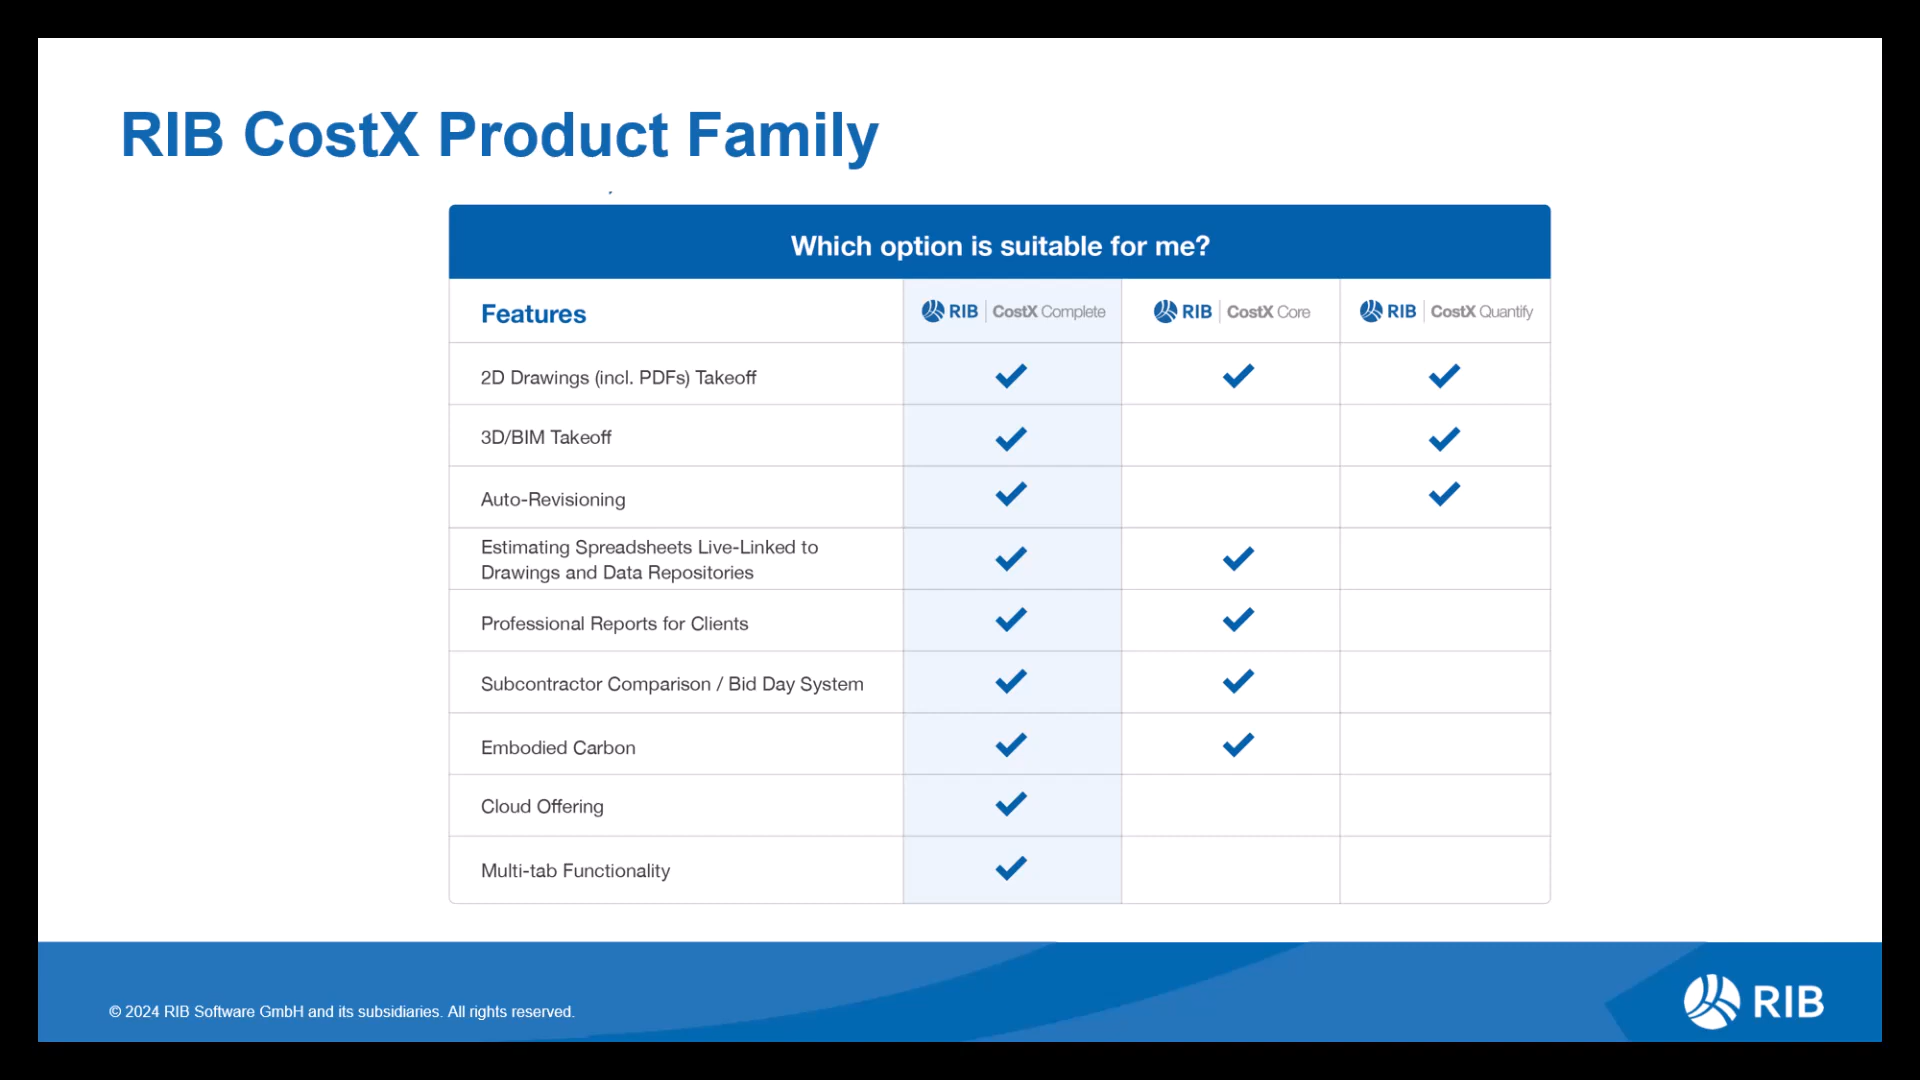 RIB CostX Product Family
Which option is suitable for me?
Features
RIB CostX Complete
RIB CostX Core
RIB CostX Quantify
2D Drawings (incl. PDFs) Takeoff
3D/BIM Takeoff
Auto-Revisioning
Estimating Spreadsheets Live-Linked to
Drawings and Data Repositories
Professional Reports for Clients
Subcontractor Comparison / Bid Day System
Embodied Carbon
Cloud Offering
Multi-tab Functionality
© 2024 RIB Software GmbH and its subsidiaries. All rights reserved.
RIB